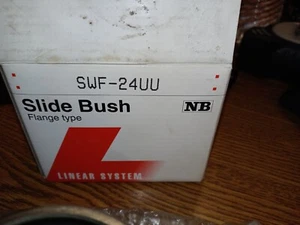 SWF-24UU
Slide Bush
NB
Flange type
LINEAR SYSTEM